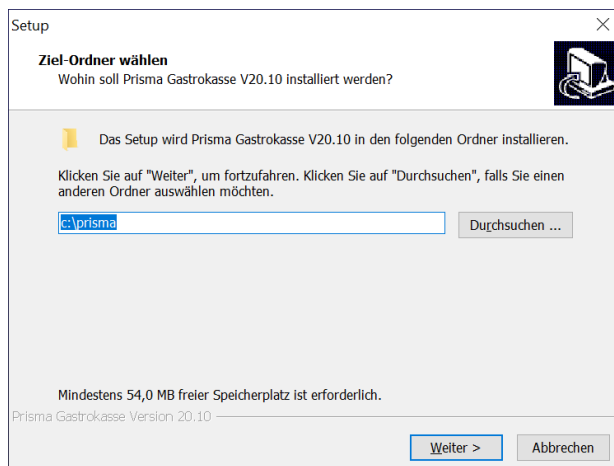 Setup
Ziel-Ordner wählen
Wohin soll Prisma Gastrokasse V20.10 installiert werden?
Das Setup wird Prisma Gastrokasse V20.10 in den folgenden Ordner installieren.
Klicken Sie auf "Weiter", um fortzufahren. Klicken Sie auf "Durchsuchen", falls Sie einen
anderen Ordner auswählen möchten.
c:\prisma
Durchsuchen ...
Mindestens 54,0 MB freier Speicherplatz ist erforderlich.
Prisma Gastrokasse Version 20.10
Weiter >
Abbrechen